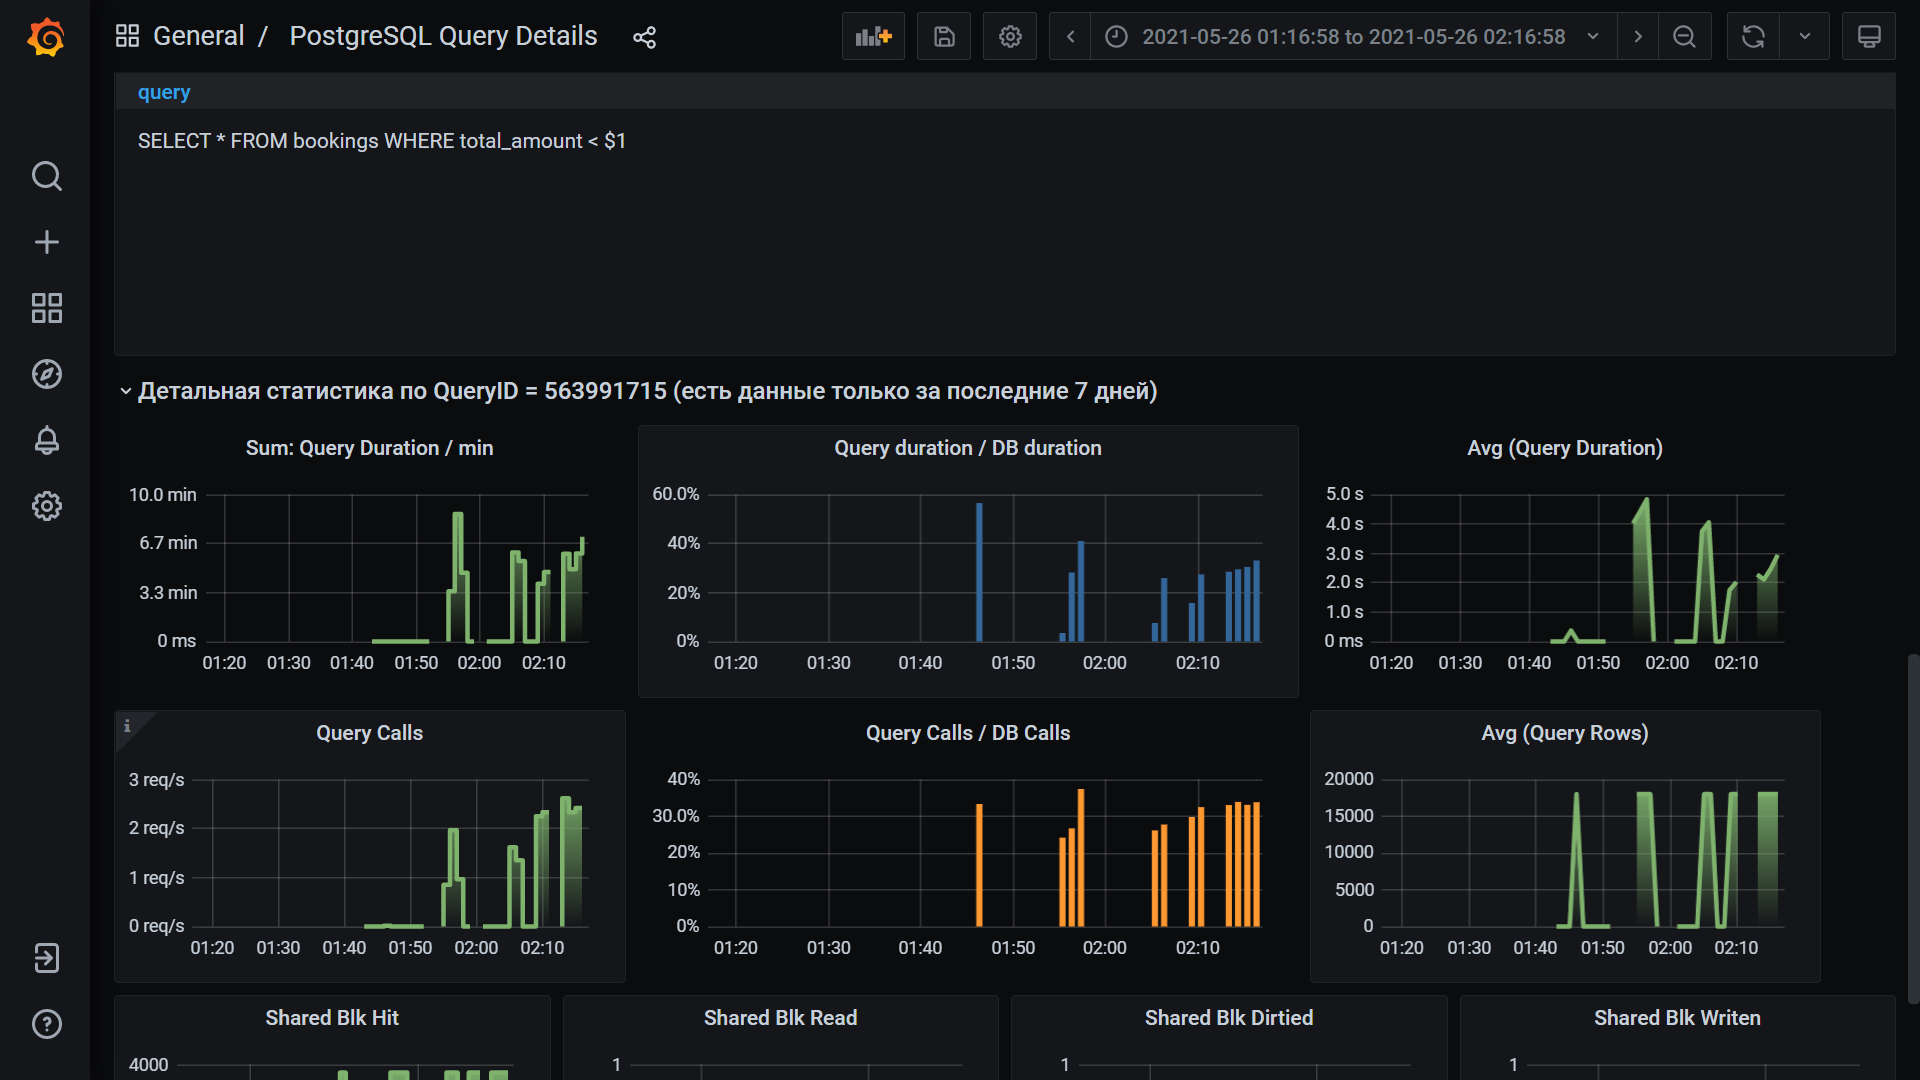 General / PostgreSQL Query Details
2021-05-26 01:16:58 to 2021-05-26 02:16:58
query
SELECT * FROM bookings WHERE total_amount < $1
Детальная статистика по QueryID = 563991715 (есть данные только за последние 7 дней)
Sum: Query Duration / min
10.0 min
6.7 min
3.3 min
0 ms
01:20 01:30 01:40 01:50 02:00 02:10
Query duration / DB duration
60.0%
40%
20%
0%
01:20 01:30 01:40 01:50 02:00 02:10
Avg (Query Duration)
5.0 s
4.0 s
3.0 s
2.0 s
1.0 s
0 ms
01:20 01:30 01:40 01:50 02:00 02:10
i
Query Calls
3 req/s
2 req/s
1 req/s
0 req/s
01:20 01:30 01:40 01:50 02:00 02:10
Query Calls / DB Calls
40%
30.0%
20%
10%
0%
01:20 01:30 01:40 01:50 02:00 02:10
Avg (Query Rows)
20000
15000
10000
5000
0
01:20 01:30 01:40 01:50 02:00 02:10
Shared Blk Hit
4000
Shared Blk Read
1
Shared Blk Dirtied
1
Shared Blk Writen
1